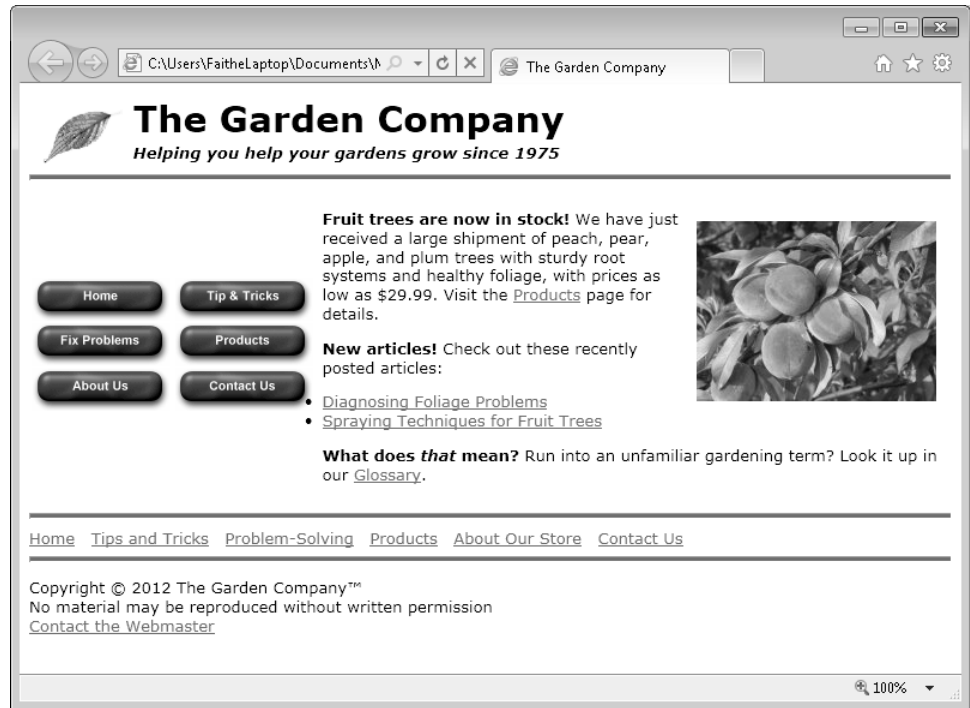 C:\Users\FaitheLaptop\Documents\
The Garden Company
The Garden Company
Helping you help your gardens grow since 1975
Home
Tip & Tricks
Fix Problems
Products
About Us
Contact Us
Fruit trees are now in stock! We have just
received a large shipment of peach, pear,
apple, and plum trees with sturdy root
systems and healthy foliage, with prices as
low as $29.99. Visit the Products page for
details.
New articles! Check out these recently
posted articles:
• Diagnosing Foliage Problems
• Spraying Techniques for Fruit Trees
What does that mean? Run into an unfamiliar gardening term? Look it up in
our Glossary.
Home Tips and Tricks Problem-Solving Products About Our Store Contact Us
Copyright © 2012 The Garden Company™
No material may be reproduced without written permission
Contact the Webmaster
100%